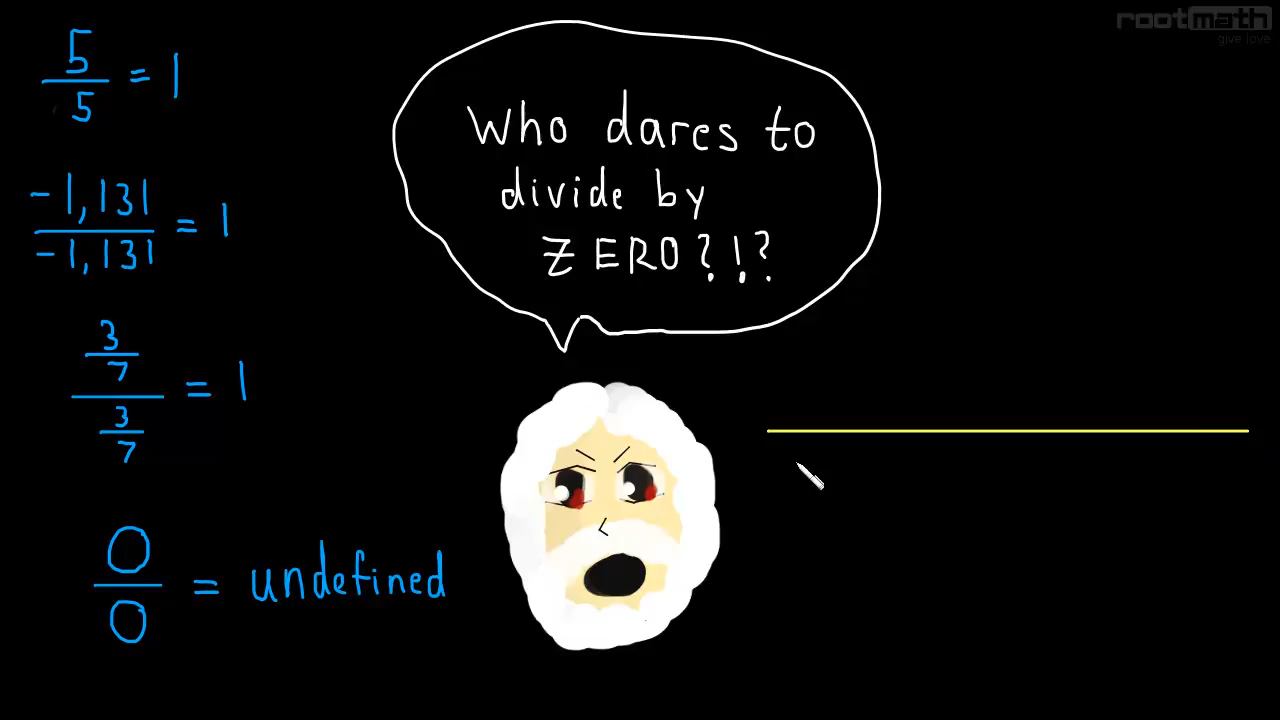 5
5 = 1
-1,131
-1,131 = 1
3
7
3
7 = 1
0
0 = undefined
Who dares to
divide by
ZERO?!?
rootmath
give love